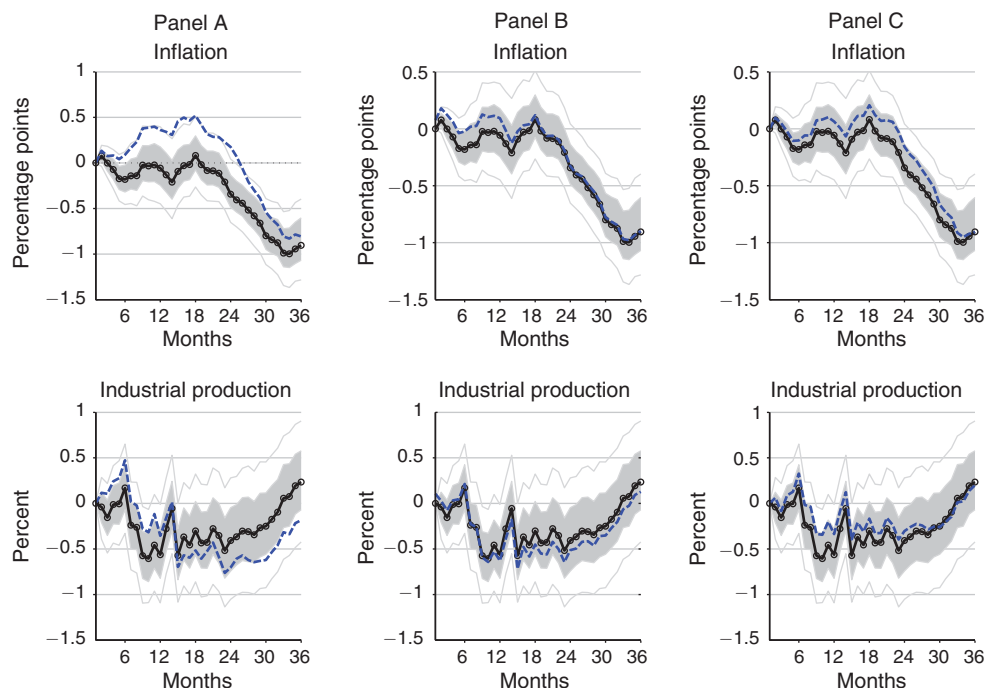 Panel A
Inflation
Percentage points
1
0.5
0
−0.5
−1
−1.5
6 12 18 24 30 36
Months
Panel B
Inflation
Percentage points
0.5
0
−0.5
−1
−1.5
6 12 18 24 30 36
Months
Panel C
Inflation
Percentage points
0.5
0
−0.5
−1
−1.5
6 12 18 24 30 36
Months
Industrial production
Percent
1
0.5
0
−0.5
−1
−1.5
6 12 18 24 30 36
Months
Industrial production
Percent
1
0.5
0
−0.5
−1
−1.5
6 12 18 24 30 36
Months
Industrial production
Percent
1
0.5
0
−0.5
−1
−1.5
6 12 18 24 30 36
Months